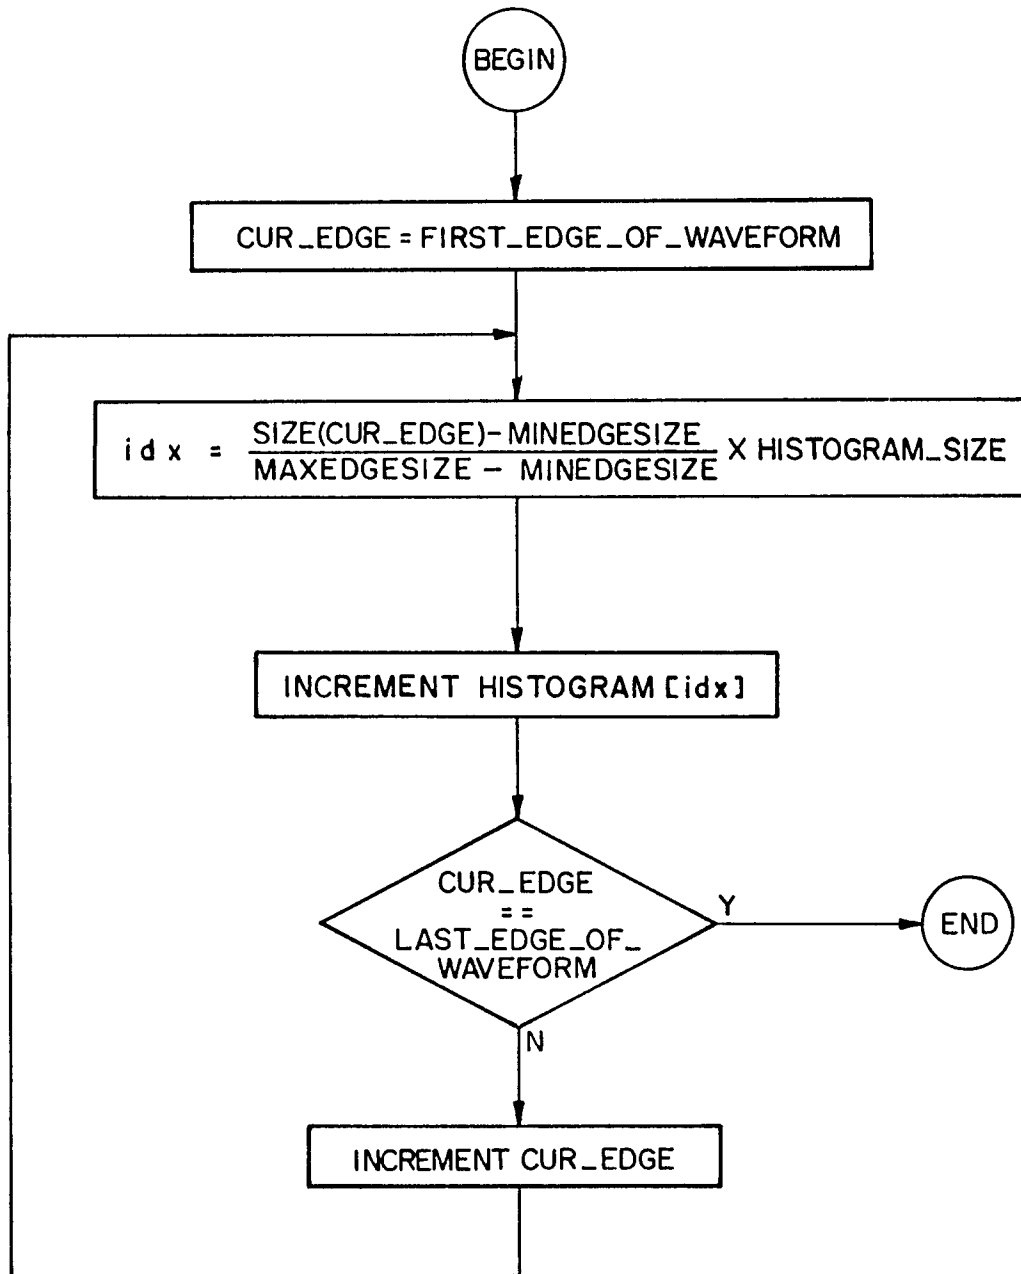 BEGIN
CUR_EDGE = FIRST_EDGE_OF_WAVEFORM
idx = SIZE(CUR_EDGE) - MINEDGESIZE
MAXEDGESIZE - MINEDGESIZE X HISTOGRAM_SIZE
INCREMENT HISTOGRAM [idx]
CUR_EDGE
==
LAST_EDGE_OF_
WAVEFORM
Y
END
N
INCREMENT CUR_EDGE